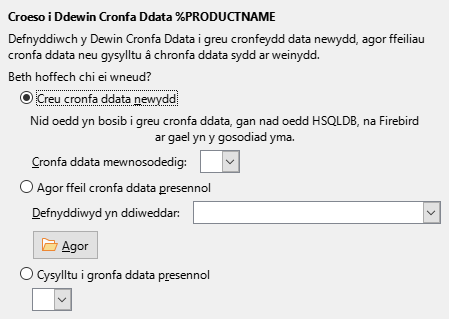 Croeso i Ddewin Cronfa Ddata %PRODUCTNAME
Defnyddiwch y Dewin Cronfa Ddata i greu cronfeydd data newydd, agor ffeiliau
cronfa ddata neu gysylltu â chronfa ddata sydd ar weinydd.
Beth hoffech chi ei wneud?
Creu cronfa ddata newydd
Nid oedd yn bosib i greu cronfa ddata, gan nad oedd HSQLDB, na Firebird
ar gael yn y gosodiad yma.
Cronfa ddata mewnosodedig:
Agor ffeil cronfa ddata presennol
Defnyddiwyd yn ddiweddar:
Agor
Cysylltu i gronfa ddata presennol